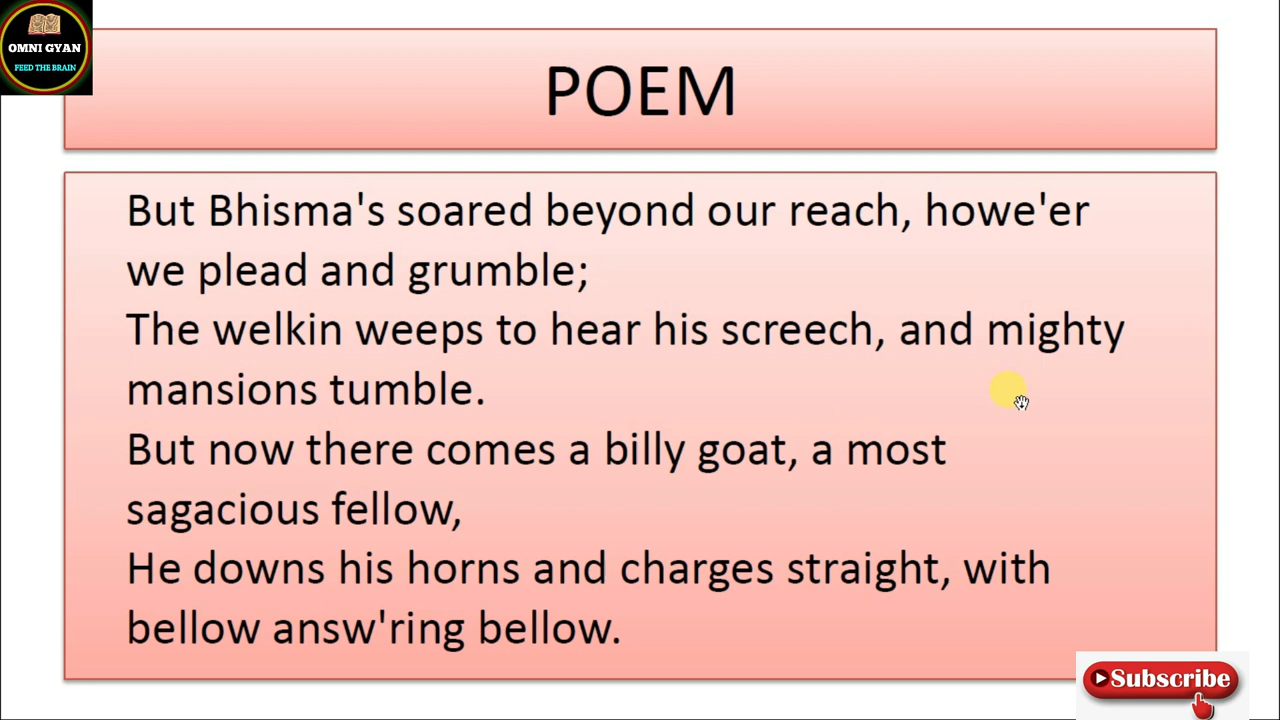 OMNI GYAN
FEED THE BRAIN
POEM
But Bhisma's soared beyond our reach, howe'er
we plead and grumble;
The welkin weeps to hear his screech, and mighty
mansions tumble.
But now there comes a billy goat, a most
sagacious fellow,
He downs his horns and charges straight, with
bellow answ'ring bellow.
Subscribe